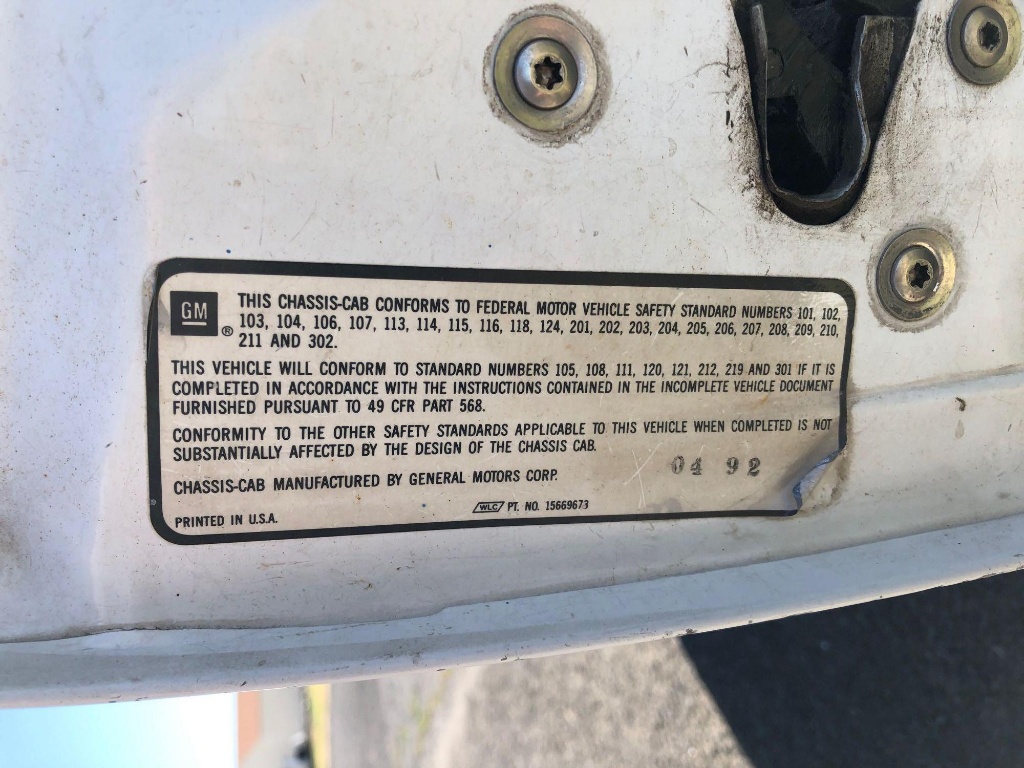 GM ® THIS CHASSIS-CAB CONFORMS TO FEDERAL MOTOR VEHICLE SAFETY STANDARD NUMBERS 101, 102,
103, 104, 106, 107, 113, 114, 115, 116, 118, 124, 201, 202, 203, 204, 205, 206, 207, 208, 209, 210,
211 AND 302.
THIS VEHICLE WILL CONFORM TO STANDARD NUMBERS 105, 108, 111, 120, 121, 212, 219 AND 301 IF IT IS
COMPLETED IN ACCORDANCE WITH THE INSTRUCTIONS CONTAINED IN THE INCOMPLETE VEHICLE DOCUMENT
FURNISHED PURSUANT TO 49 CFR PART 568.
CONFORMITY TO THE OTHER SAFETY STANDARDS APPLICABLE TO THIS VEHICLE WHEN COMPLETED IS NOT
SUBSTANTIALLY AFFECTED BY THE DESIGN OF THE CHASSIS CAB.
CHASSIS-CAB MANUFACTURED BY GENERAL MOTORS CORP.
04 92
PRINTED IN U.S.A.
WLC PT. NO. 15669673